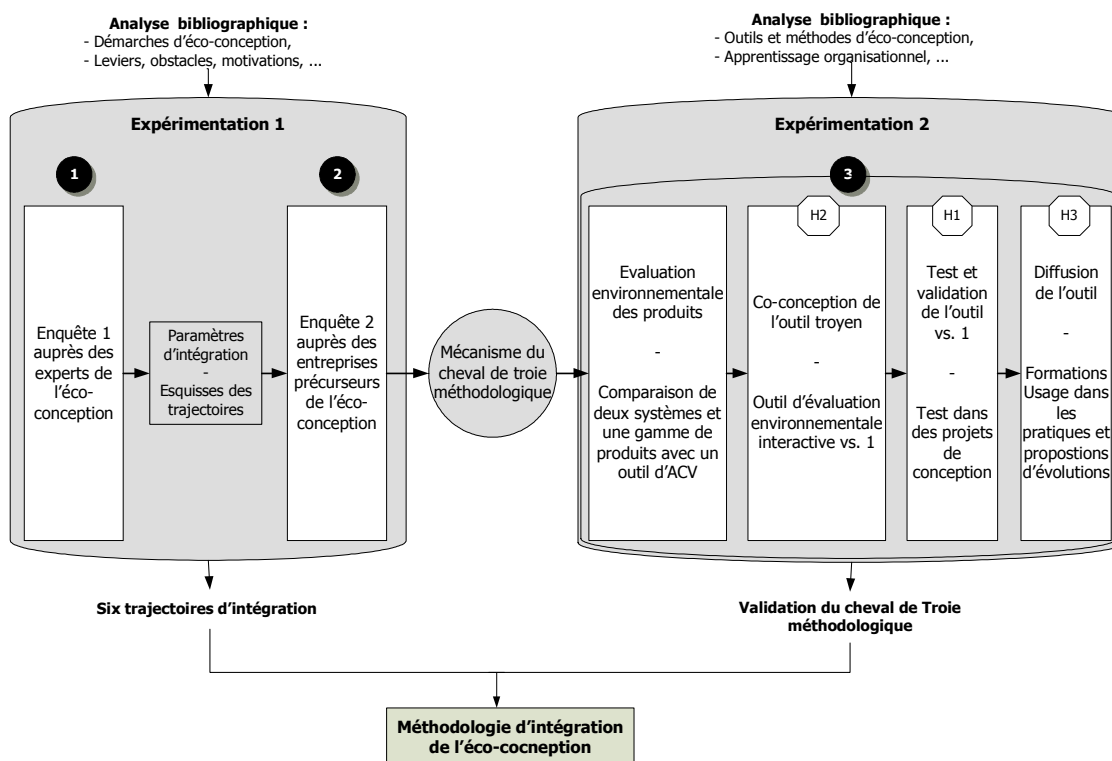 Analyse bibliographique :
- Démarches d'éco-conception,
- Leviers, obstacles, motivations, ...
Analyse bibliographique :
- Outils et méthodes d'éco-conception,
- Apprentissage organisationnel, ...
Expérimentation 1
1
2
Enquête 1
auprès des
experts de
l'éco-
conception
Paramètres
d'intégration
-
Esquisses des
trajectoires
Enquête 2
auprès des
entreprises
précurseurs
de l'éco-
conception
Mécanisme du
cheval de troie
méthodologique
Expérimentation 2
3
Evaluation
environnementale
des produits
-
Comparaison de
deux systèmes et
une gamme de
produits avec un
outil d'ACV
H2
Co-conception de
l'outil troyen
-
Outil d'évaluation
environnementale
interactive vs. 1
H1
Test et
validation
de l'outil
vs. 1
-
Test dans
des projets
de
conception
H3
Diffusion
de l'outil
-
Formations
Usage dans
les
pratiques et
propostions
d'évolutions
Six trajectoires d'intégration
Validation du cheval de Troie
méthodologique
Méthodologie d'intégration
de l'éco-cocneption